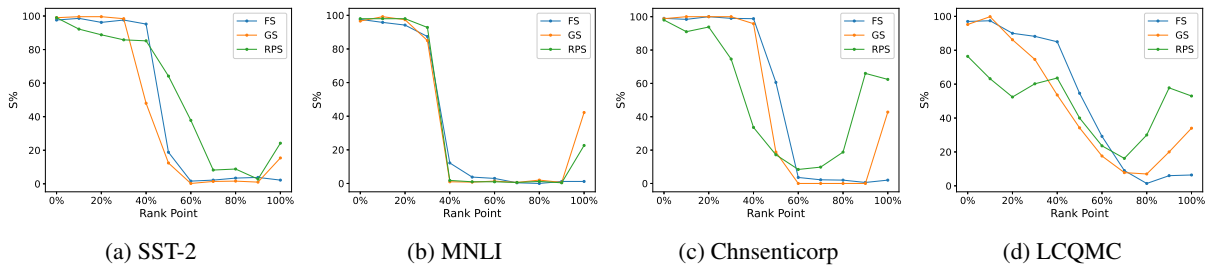 100
80
60
40
20
0
S%
0% 20% 40% 60% 80% 100%
Rank Point
FS
GS
RPS
(a) SST-2
100
80
60
40
20
0
S%
0% 20% 40% 60% 80% 100%
Rank Point
FS
GS
RPS
(b) MNLI
100
80
60
40
20
0
S%
0% 20% 40% 60% 80% 100%
Rank Point
FS
GS
RPS
(c) Chnsenticorp
100
80
60
40
20
0
S%
0% 20% 40% 60% 80% 100%
Rank Point
FS
GS
RPS
(d) LCQMC